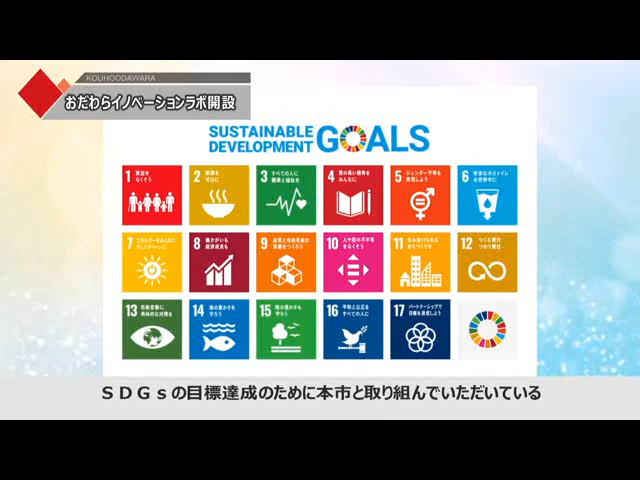 KOUHOODAWARA
おだわらイノベーションラボ開設
SUSTAINABLE
DEVELOPMENT
GOALS
1 貧困を
なくそう
2 飢餓を
ゼロに
3 すべての人に
健康と福祉を
4 質の高い教育を
みんなに
5 ジェンダー平等を
実現しよう
6 安全な水とトイレ
を世界中に
7 エネルギーをみんなに
そしてクリーンに
8 働きがいも
経済成長も
9 産業と技術革新の
基盤をつくろう
10 人や国の不平等
をなくそう
11 住み続けられる
まちづくりを
12 つくる責任
つかう責任
13 気候変動に
具体的な対策を
14 海の豊かさを
守ろう
15 陸の豊かさも
守ろう
16 平和と公正を
すべての人に
17 パートナーシップで
目標を達成しよう
ＳＤＧｓの目標達成のために本市と取り組んでいただいている